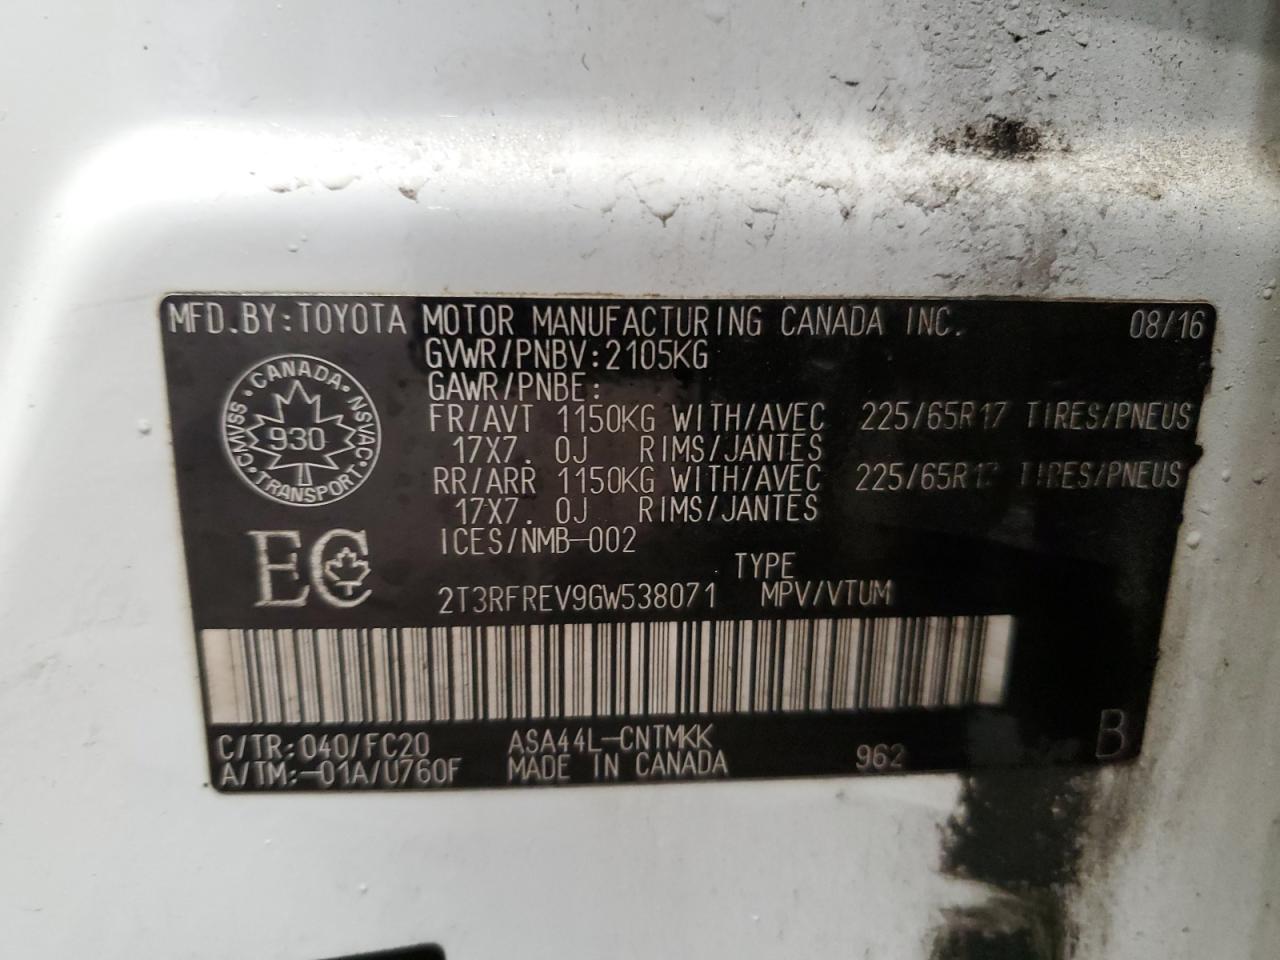 MFD.BY:TOYOTA MOTOR MANUFACTURING CANADA INC. 08/16
GVWR/PNBV:2105KG
GAWR/PNBE:
FR/AVT 1150KG WITH/AVEC 225/65R17 TIRES/PNEUS
17X7.0J RIMS/JANTES
RR/ARR 1150KG WITH/AVEC 225/65R17 TIRES/PNEUS
17X7.0J RIMS/JANTES
ICES/NMB-002
CANADA
CMVSS
930
NSVAC
TRANSPORT
EC
TYPE
2T3RFREV9GW538071 MPV/VTUM
C/TR:040/FC20 ASA44L-CNTMKK
A/TM:-01A/U760F MADE IN CANADA 962 B